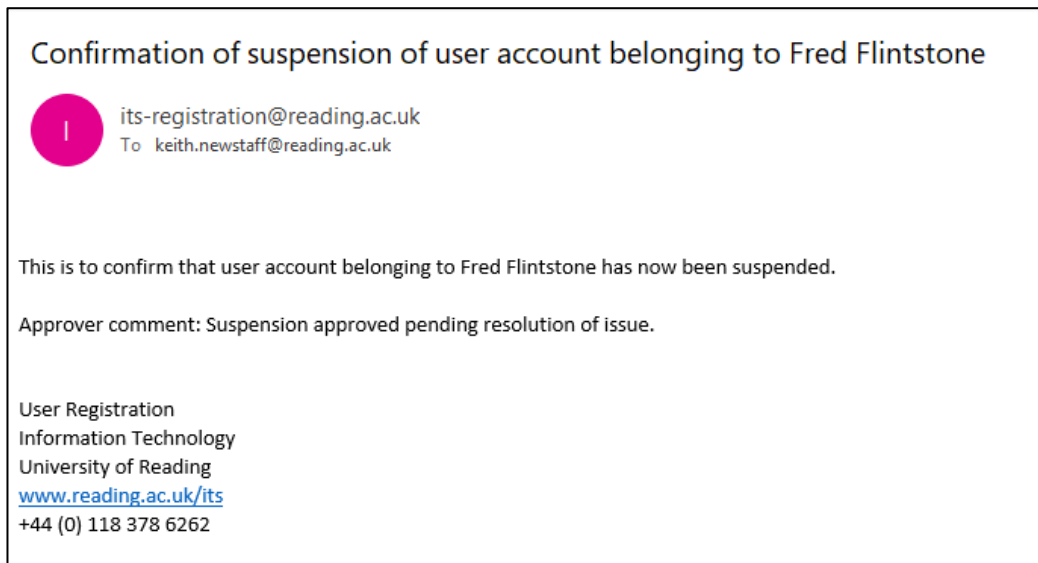 Confirmation of suspension of user account belonging to Fred Flintstone
I
its-registration@reading.ac.uk
To keith.newstaff@reading.ac.uk
This is to confirm that user account belonging to Fred Flintstone has now been suspended.
Approver comment: Suspension approved pending resolution of issue.
User Registration
Information Technology
University of Reading
www.reading.ac.uk/its
+44 (0) 118 378 6262